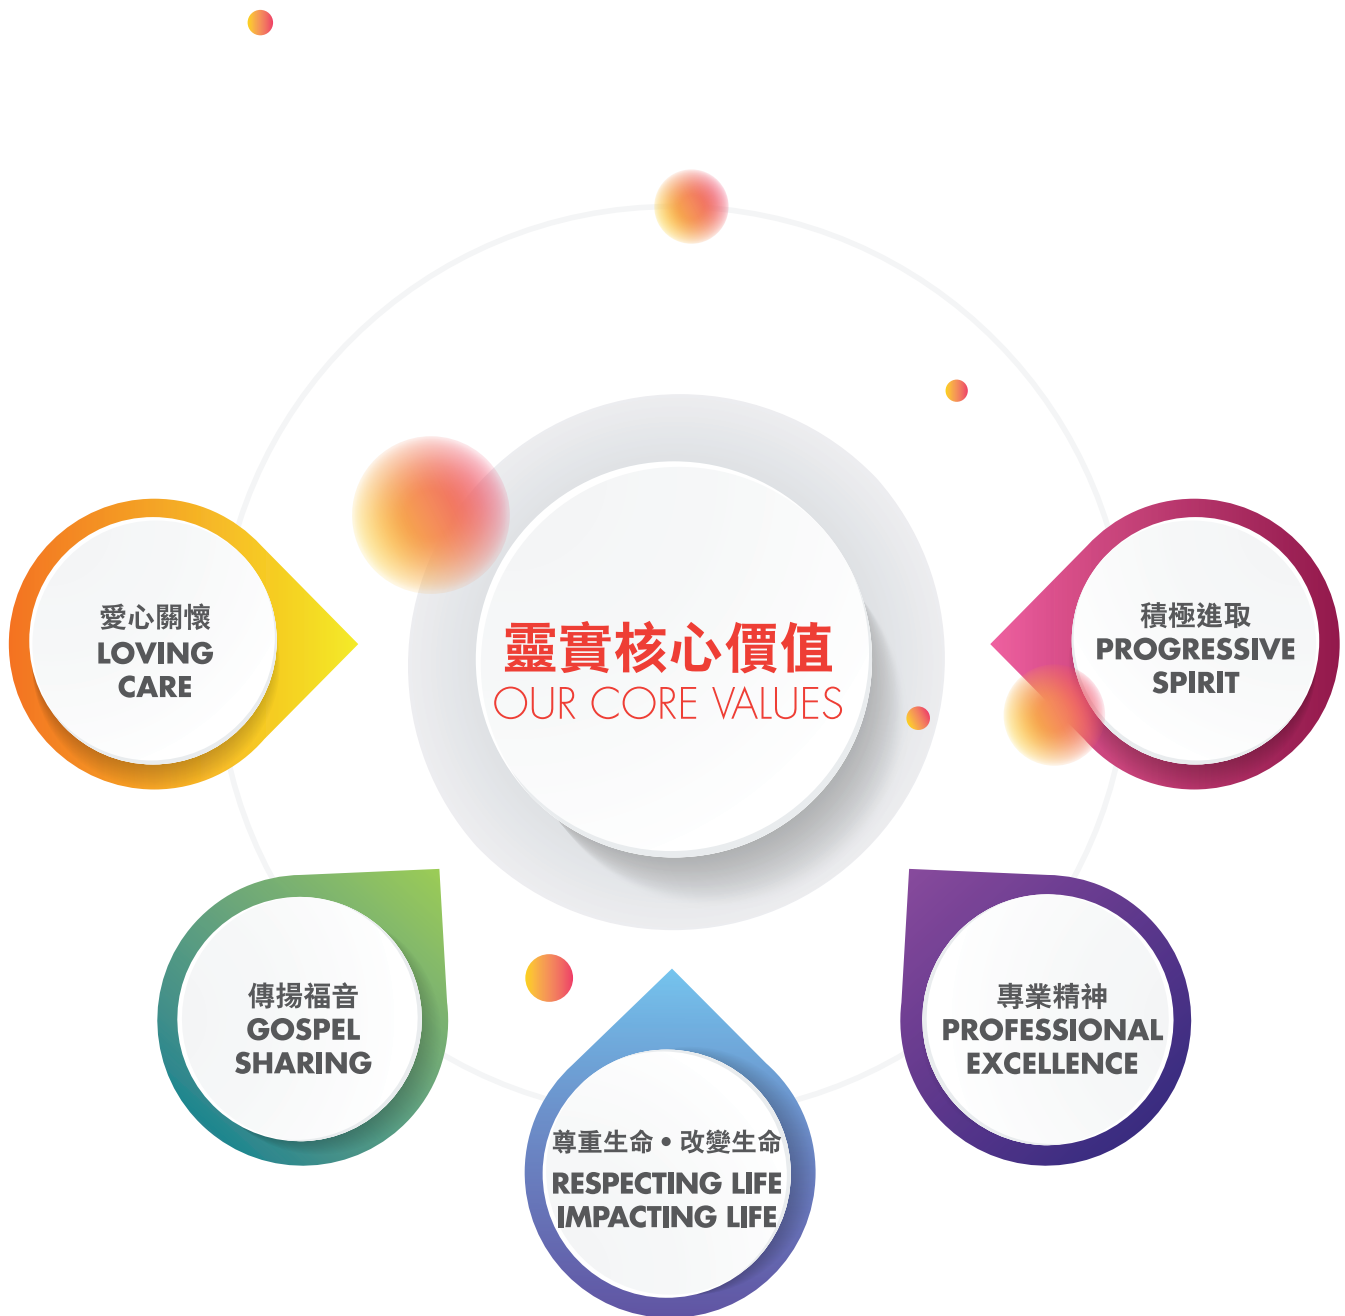 靈實核心價值
OUR CORE VALUES
愛心關懷
LOVING
CARE
傳揚福音
GOSPEL
SHARING
尊重生命•改變生命
RESPECTING LIFE
IMPACTING LIFE
專業精神
PROFESSIONAL
EXCELLENCE
積極進取
PROGRESSIVE
SPIRIT